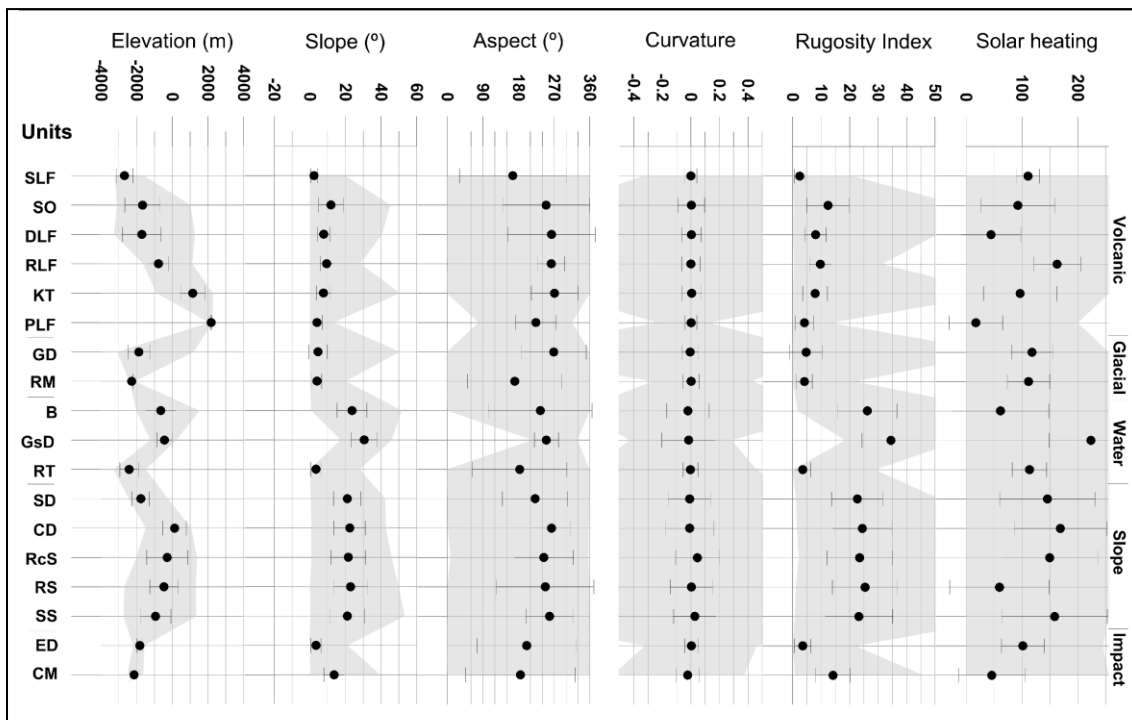 Elevation (m) Slope (º) Aspect (º) Curvature Rugosity Index Solar heating
-4000 -2000 0 2000 4000 -20 0 20 40 60 0 90 180 270 360 -0.4 -0.2 0 0.2 0.4 0 10 20 30 40 50 0 100 200
Units
SLF
SO
DLF
RLF
KT
PLF
GD
RM
B
GsD
RT
SD
CD
RcS
RS
SS
ED
CM
Volcanic
Glacial
Water
Slope
Impact